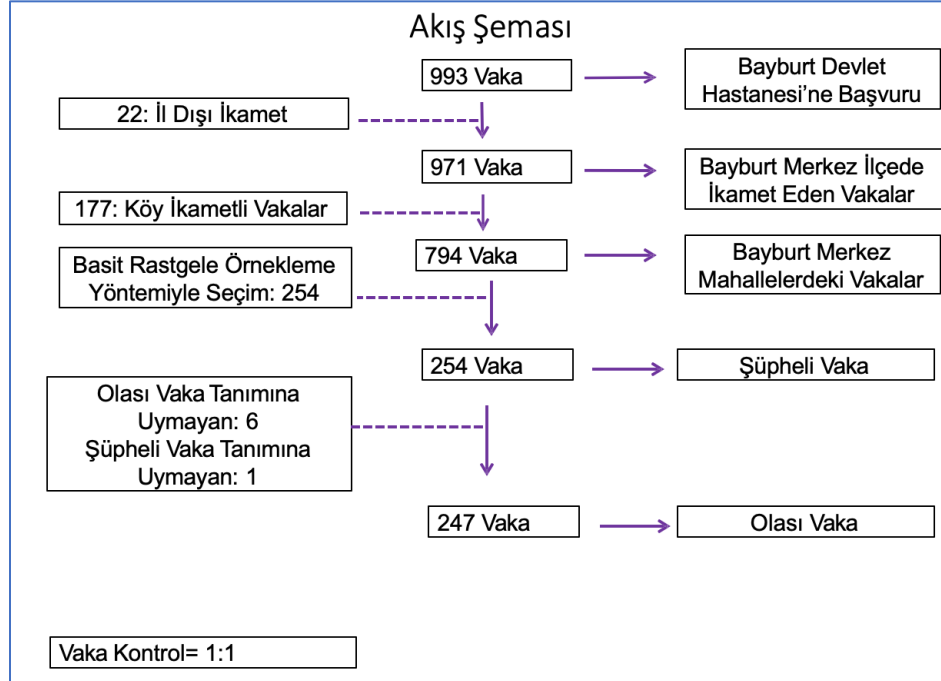 Akış Şeması
993 Vaka
Bayburt Devlet
Hastanesi’ne Başvuru
22: İl Dışı İkamet
971 Vaka
Bayburt Merkez İlçede
İkamet Eden Vakalar
177: Köy İkametli Vakalar
794 Vaka
Bayburt Merkez
Mahallelerdeki Vakalar
Basit Rastgele Örnekleme
Yöntemiyle Seçim: 254
254 Vaka
Şüpheli Vaka
Olası Vaka Tanımına
Uymayan: 6
Şüpheli Vaka Tanımına
Uymayan: 1
247 Vaka
Olası Vaka
Vaka Kontrol= 1:1